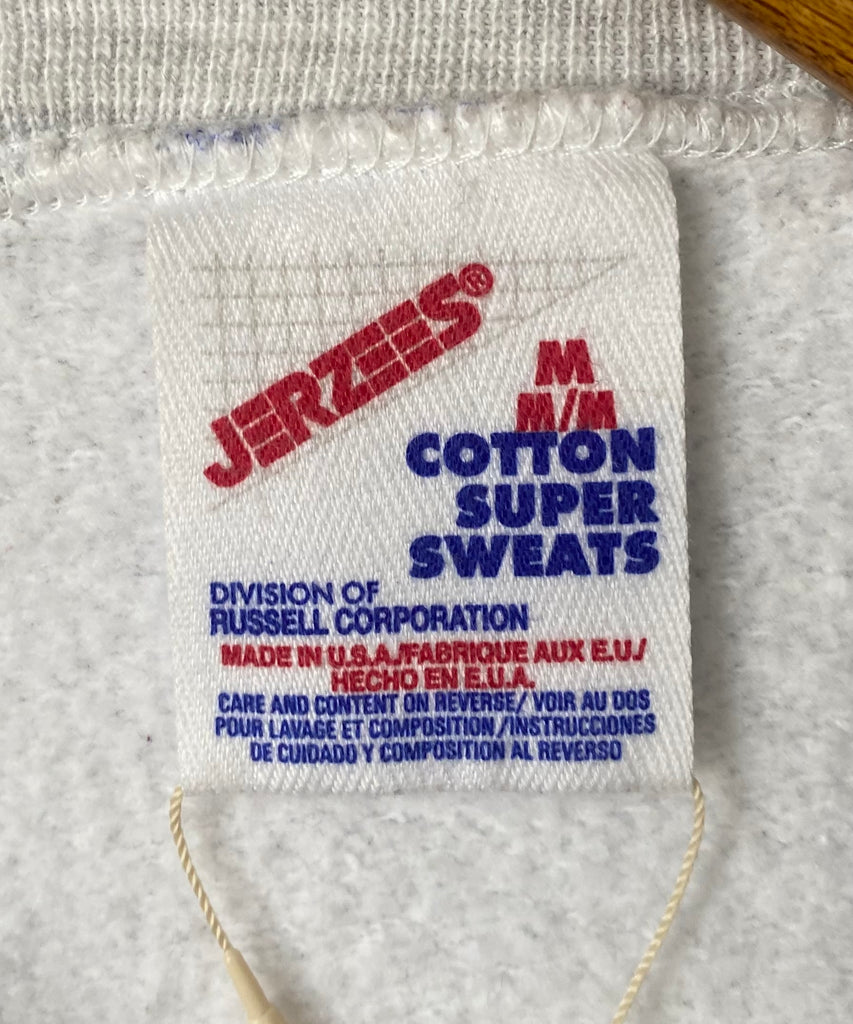 JERZEES®
M
M/M
COTTON
SUPER
SWEATS
DIVISION OF
RUSSELL CORPORATION
MADE IN U.S.A./FABRIQUE AUX E.U./
HECHO EN E.U.A.
CARE AND CONTENT ON REVERSE/ VOIR AU DOS
POUR LAVAGE ET COMPOSITION/INSTRUCCIONES
DE CUIDADO Y COMPOSITION AL REVERSO